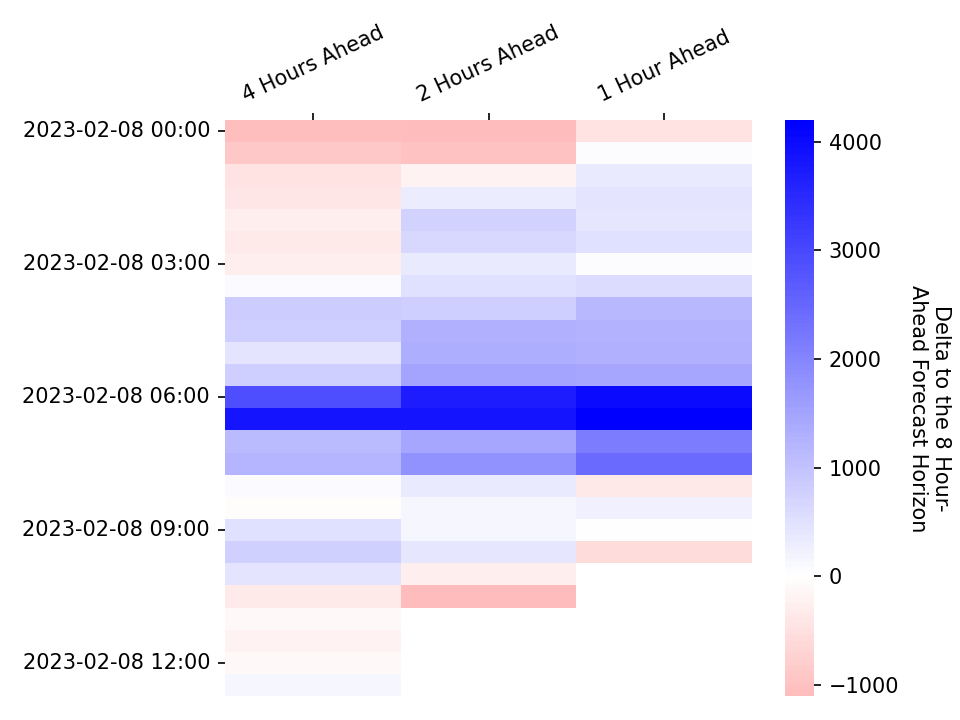 4 Hours Ahead
2 Hours Ahead
1 Hour Ahead
2023-02-08 00:00
2023-02-08 03:00
2023-02-08 06:00
2023-02-08 09:00
2023-02-08 12:00
4000
3000
2000
1000
0
−1000
Delta to the 8 Hour-
Ahead Forecast Horizon